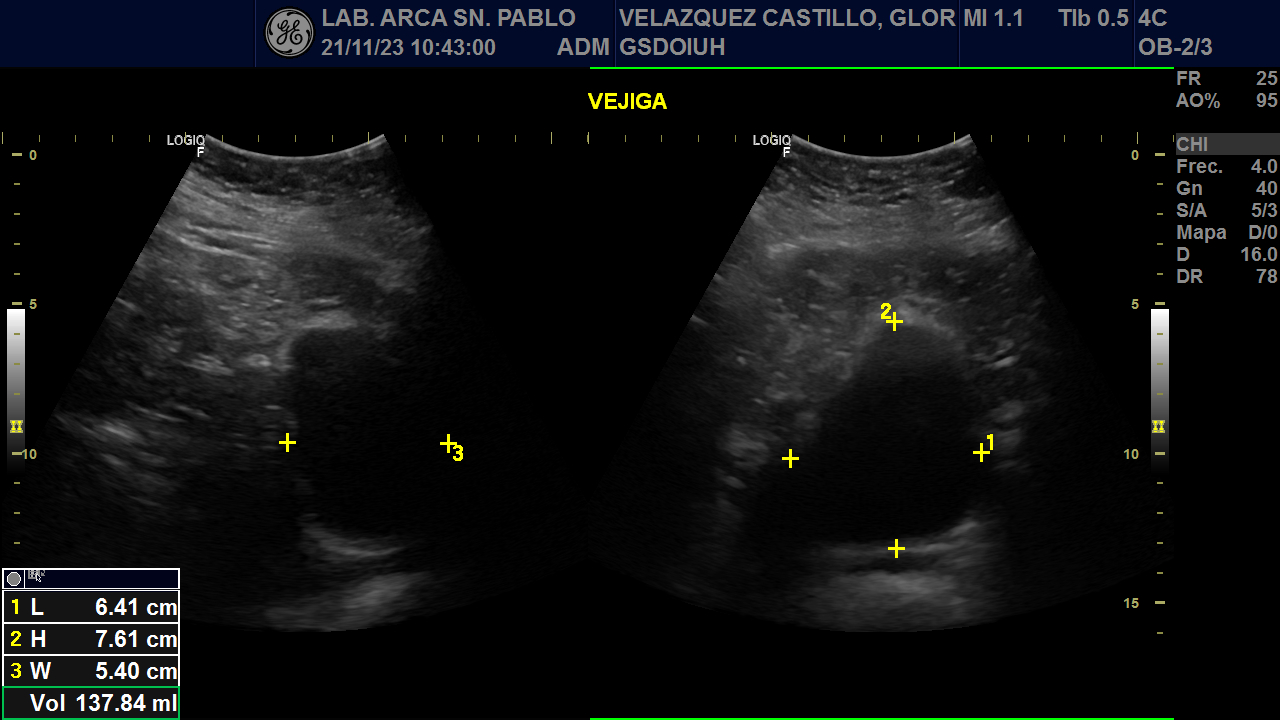 LAB. ARCA SN. PABLO
21/11/23 10:43:00 ADM
VELAZQUEZ CASTILLO, GLOR
GSDOIUH
MI 1.1 TIb 0.5
4C
OB-2/3
FR 25
AO% 95
CHI
Frec. 4.0
Gn 40
S/A 5/3
Mapa D/0
D 16.0
DR 78
VEJIGA
LOGIQ
F
LOGIQ
F
0
5
10
0
5
10
15
3
2
1
1 L 6.41 cm
2 H 7.61 cm
3 W 5.40 cm
Vol 137.84 ml